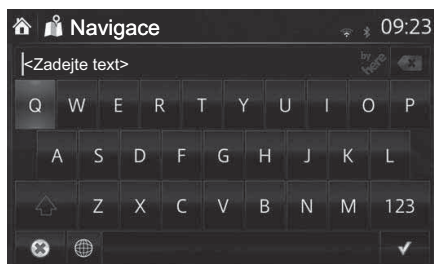 Navigace 09:23
<Zadejte text> by here
Q W E R T Y U I O P
A S D F G H J K L
Z X C V B N M 123